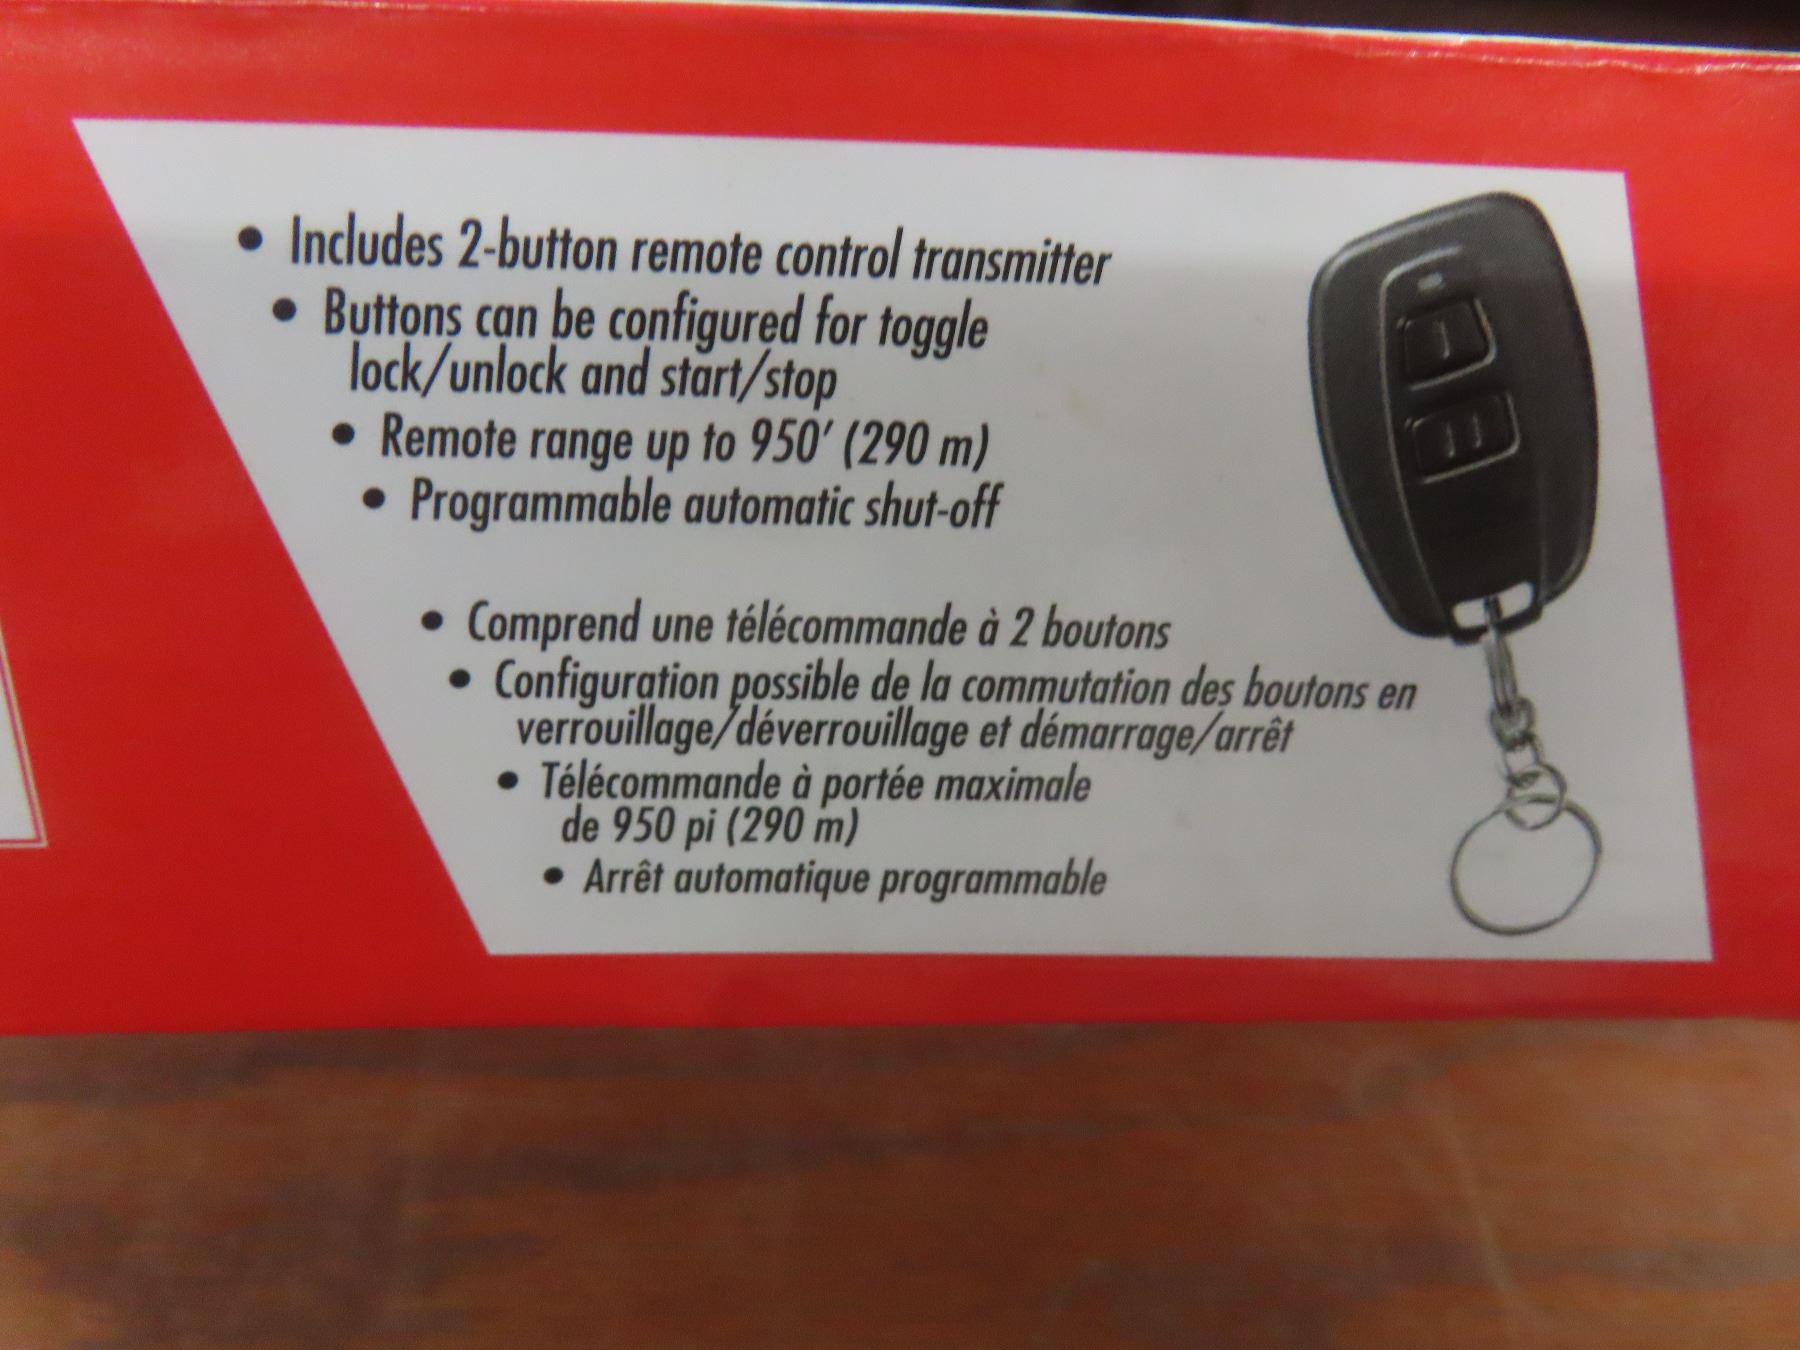 • Includes 2-button remote control transmitter
• Buttons can be configured for toggle
lock/unlock and start/stop
• Remote range up to 950' (290 m)
• Programmable automatic shut-off
• Comprend une télécommande à 2 boutons
• Configuration possible de la commutation des boutons en
verrouillage/déverrouillage et démarrage/arrêt
• Télécommande à portée maximale
de 950 pi (290 m)
• Arrêt automatique programmable